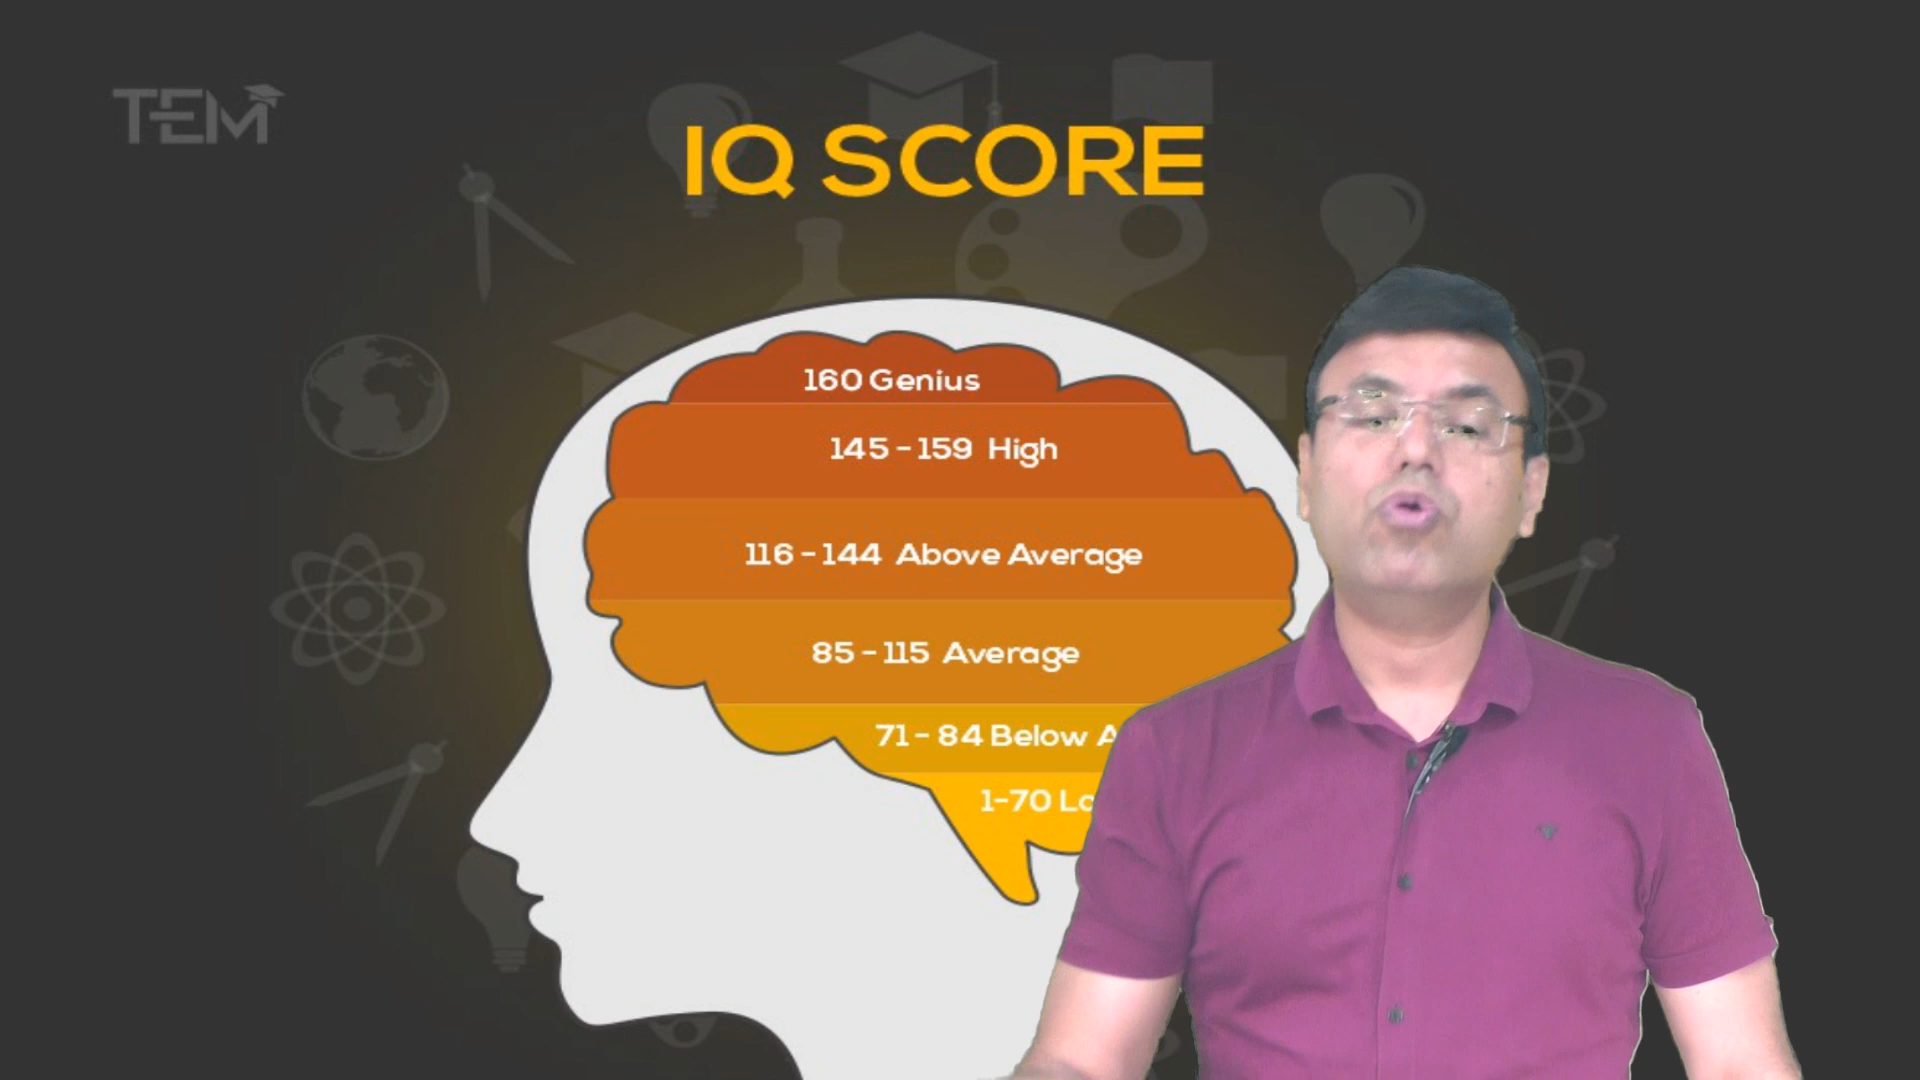 TEM
IQ SCORE
160 Genius
145 - 159 High
116 - 144 Above Average
85 - 115 Average
71 - 84 Below
1-70